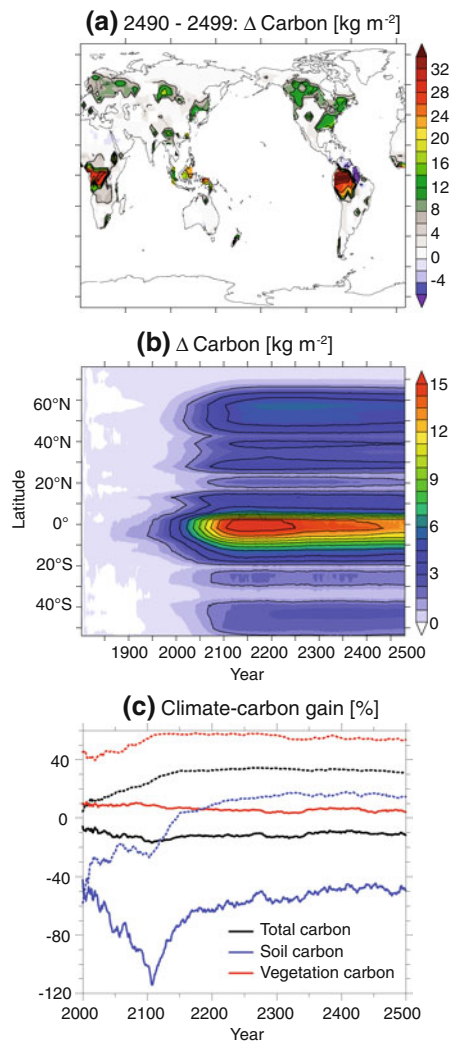 (a) 2490 - 2499: Δ Carbon [kg m⁻²]
32
28
24
20
16
12
8
4
0
-4
(b) Δ Carbon [kg m⁻²]
Latitude
60°N
40°N
20°N
0°
20°S
40°S
15
12
9
6
3
0
1900 2000 2100 2200 2300 2400 2500
Year
(c) Climate-carbon gain [%]
40
0
-40
-80
-120
Total carbon
Soil carbon
Vegetation carbon
2000 2100 2200 2300 2400 2500
Year